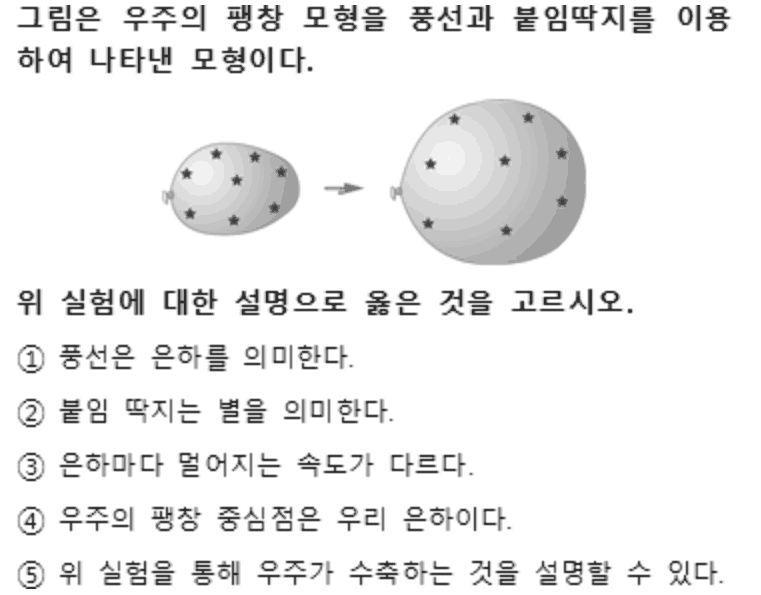 그림은 우주의 팽창 모형을 풍선과 붙임딱지를 이용
하여 나타낸 모형이다.
위 실험에 대한 설명으로 옳은 것을 고르시오.
① 풍선은 은하를 의미한다.
② 붙임 딱지는 별을 의미한다.
③ 은하마다 멀어지는 속도가 다르다.
④ 우주의 팽창 중심점은 우리 은하이다.
⑤ 위 실험을 통해 우주가 수축하는 것을 설명할 수 있다.